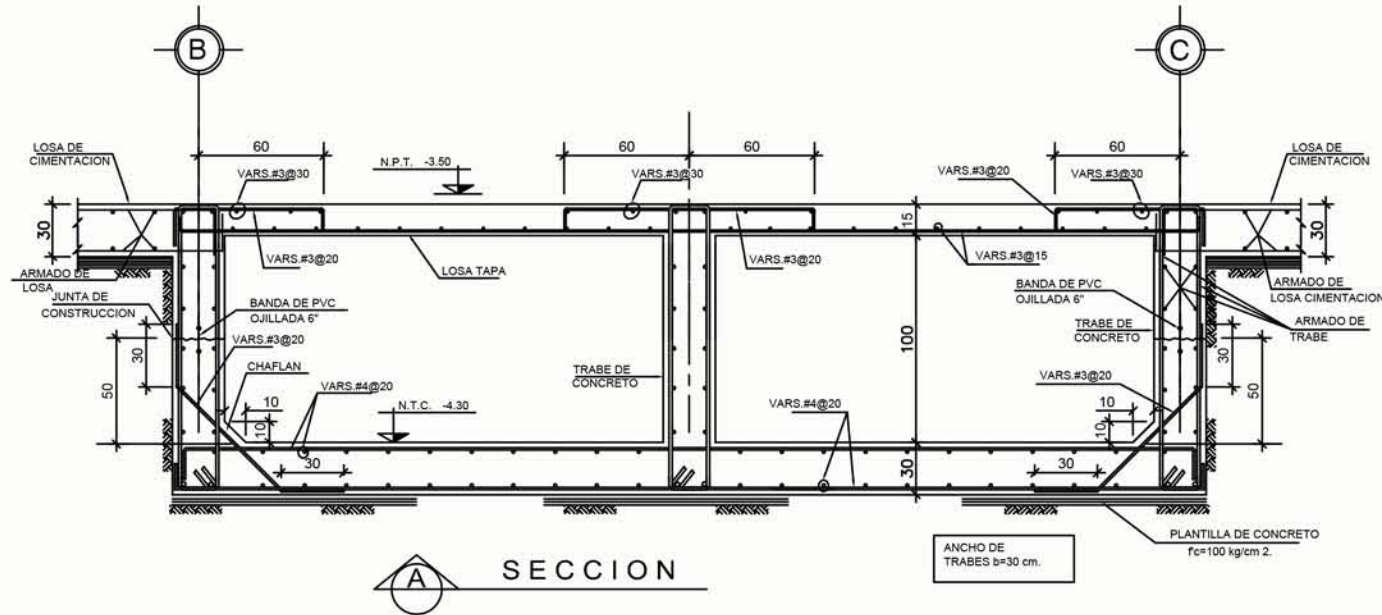 B
C
60
60
60
60
LOSA DE
CIMENTACION
N.P.T. -3.50
LOSA DE
CIMENTACION
VARS.#3@30
VARS.#3@30
VARS.#3@20
VARS.#3@30
30
15
30
VARS.#3@20
LOSA TAPA
VARS.#3@20
VARS.#3@15
ARMADO DE
LOSA
ARMADO DE
LOSA CIMENTACION
JUNTA DE
CONSTRUCCION
BANDA DE PVC
OJILLADA 6"
BANDA DE PVC
OJILLADA 6"
TRABE DE
CONCRETO
ARMADO DE
TRABE
VARS.#3@20
30
50
100
30
50
CHAFLAN
TRABE DE
CONCRETO
VARS.#3@20
VARS.#4@20
10
10
N.T.C. -4.30
VARS.#4@20
10
10
30
30
30
PLANTILLA DE CONCRETO
f'c=100 kg/cm 2.
ANCHO DE
TRABES b=30 cm.
A
SECCION